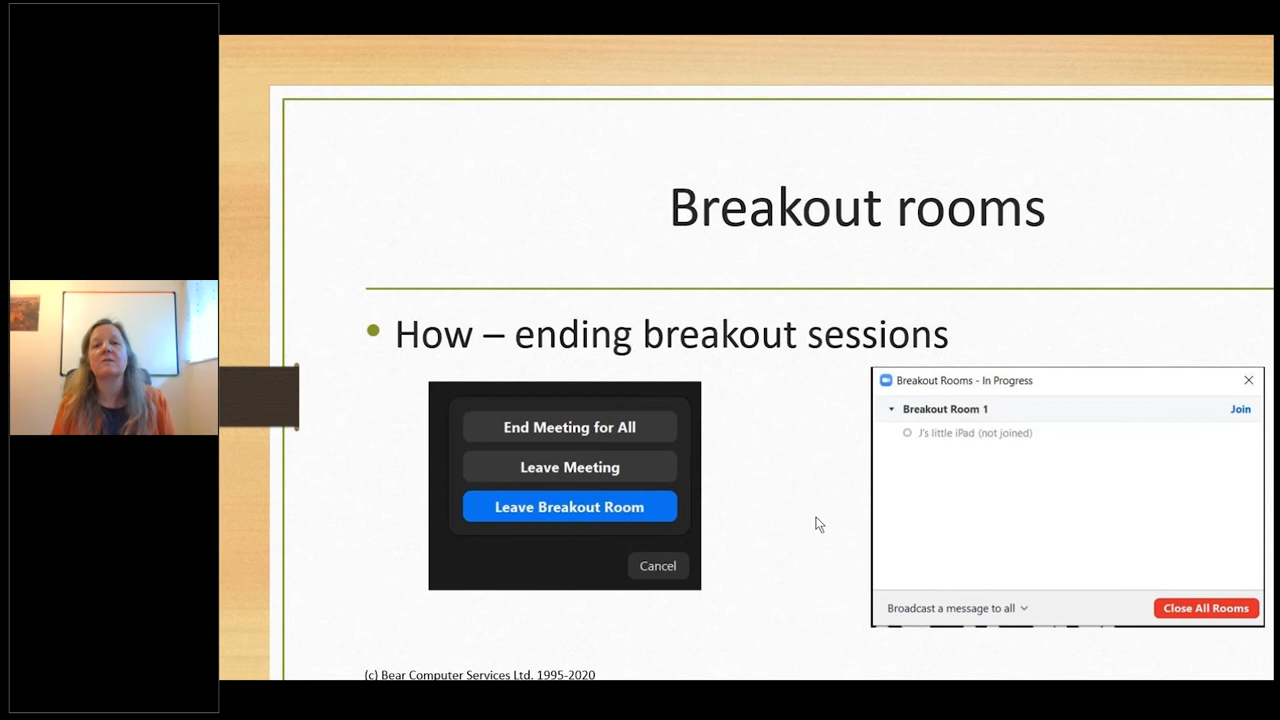 Breakout rooms
• How – ending breakout sessions
End Meeting for All
Leave Meeting
Leave Breakout Room
Cancel
Breakout Rooms - In Progress
Breakout Room 1
Join
J's little iPad (not joined)
Broadcast a message to all
Close All Rooms
(c) Bear Computer Services Ltd. 1995-2020